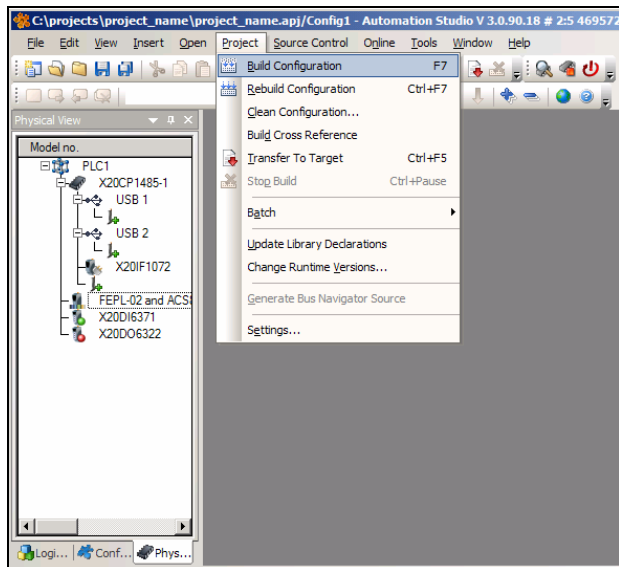 C:\projects\project_name\project_name.apj/Config1 - Automation Studio V 3.0.90.18 # 2:5 469572
File Edit View Insert Open Project Source Control Online Tools Window Help
Physical View
Model no.
PLC1
X20CP1485-1
USB 1
USB 2
X20IF1072
FEPL-02 and ACS
X20DI6371
X20DO6322
Build Configuration F7
Rebuild Configuration Ctrl+F7
Clean Configuration...
Build Cross Reference
Transfer To Target Ctrl+F5
Stop Build Ctrl+Pause
Batch
Update Library Declarations
Change Runtime Versions...
Generate Bus Navigator Source
Settings...
Logi... Conf... Phys...